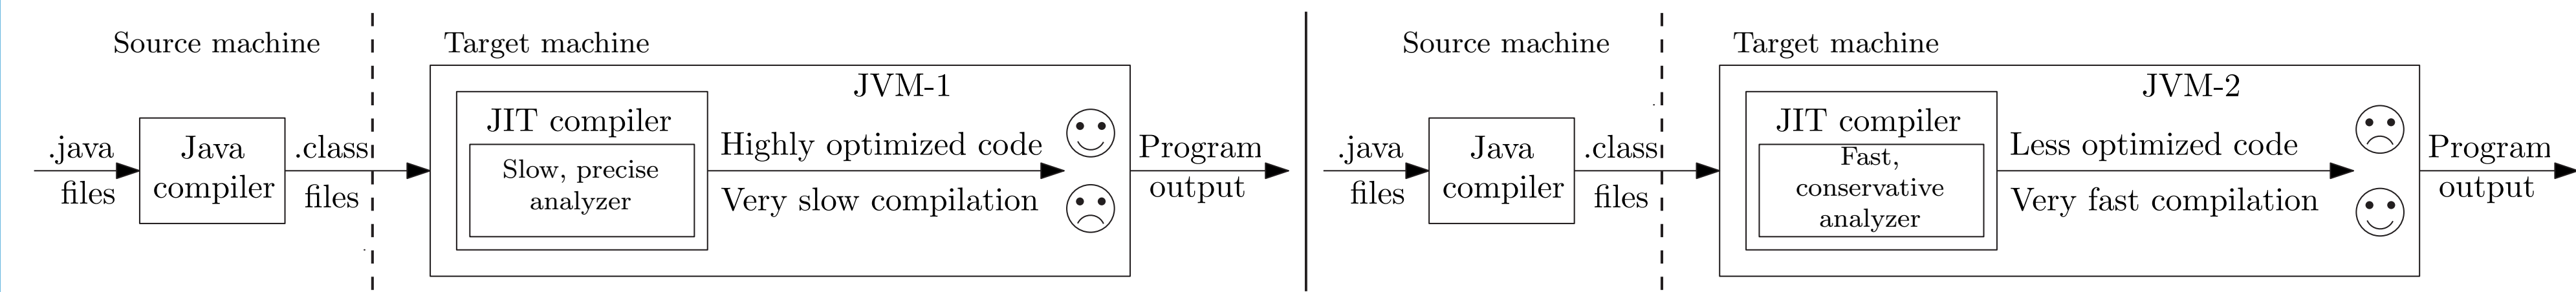 Source machine
Target machine
JVM-1
JIT compiler
Slow, precise
analyzer
.java
files
Java
compiler
.class
files
Highly optimized code
Very slow compilation
Program
output
Source machine
Target machine
JVM-2
JIT compiler
Fast,
conservative
analyzer
.java
files
Java
compiler
.class
files
Less optimized code
Very fast compilation
Program
output